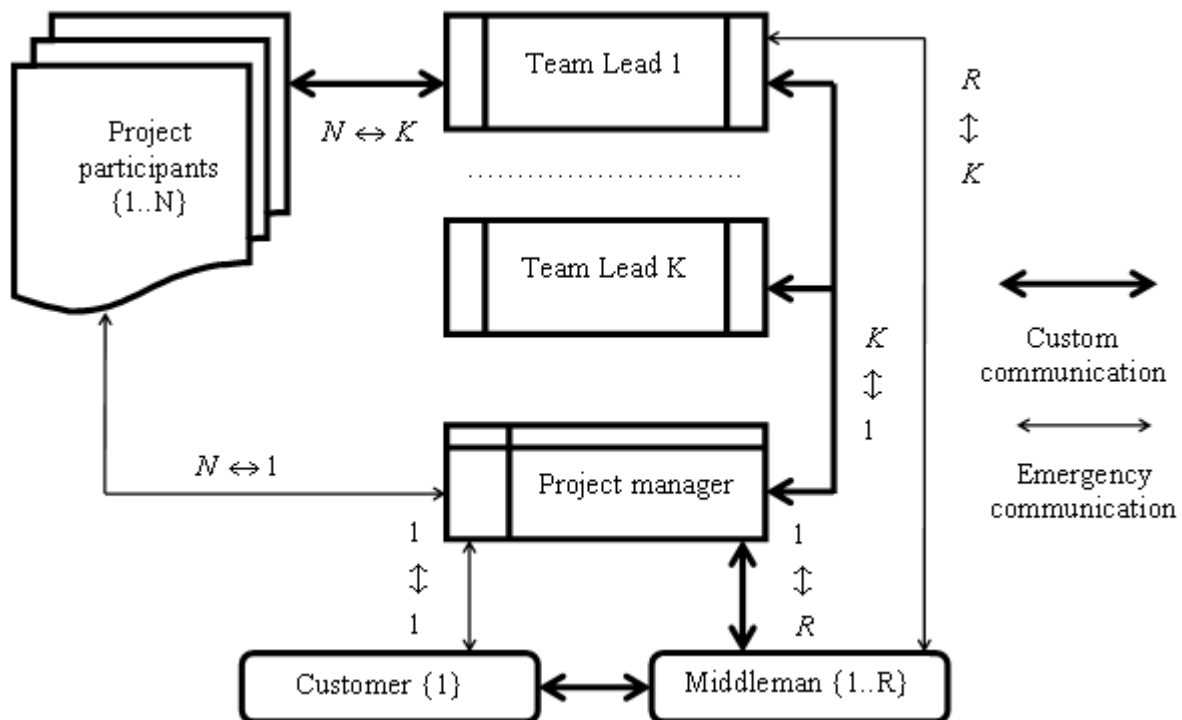 Project
participants
{1..N}
N ⇔ K
Team Lead 1
R
⇕
K
...........................
Team Lead K
K
⇕
1
Custom
communication
Emergency
communication
N ⇔ 1
Project manager
1
⇕
1
1
⇕
R
Customer {1}
Middleman {1..R}